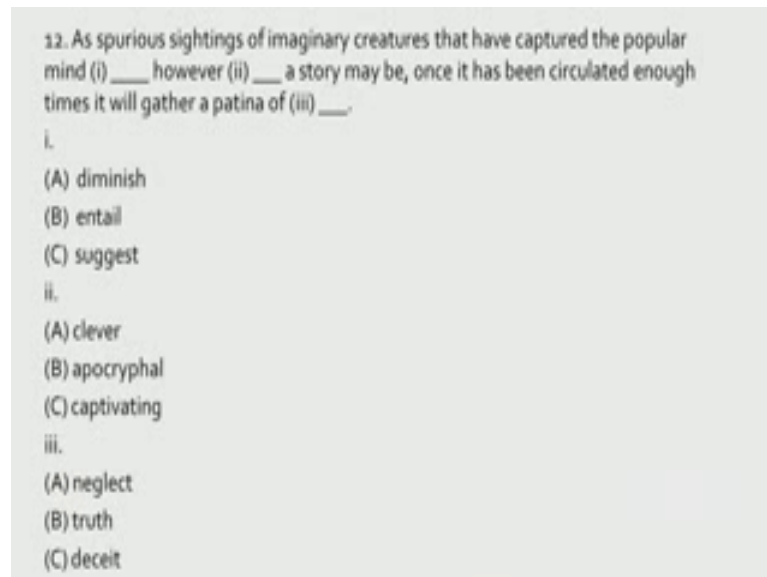 12. As spurious sightings of imaginary creatures that have captured the popular
mind (i) ____ however (ii) ___ a story may be, once it has been circulated enough
times it will gather a patina of (iii) ___.
i.
(A) diminish
(B) entail
(C) suggest
ii.
(A) clever
(B) apocryphal
(C) captivating
iii.
(A) neglect
(B) truth
(C) deceit